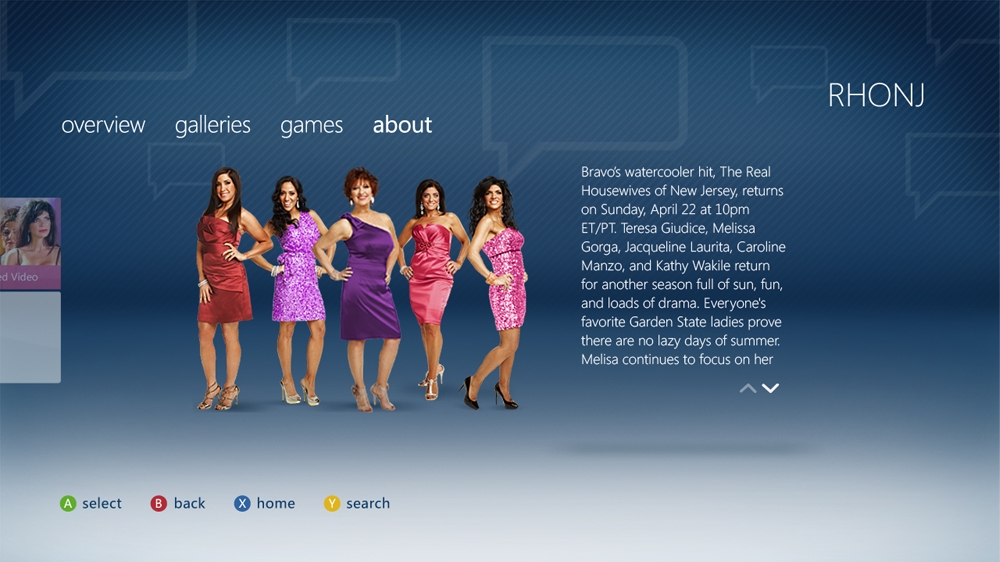 RHONJ
overview galleries games about
Bravo's watercooler hit, The Real
Housewives of New Jersey, returns
on Sunday, April 22 at 10pm
ET/PT. Teresa Giudice, Melissa
Gorga, Jacqueline Laurita, Caroline
Manzo, and Kathy Wakile return
for another season full of sun, fun,
and loads of drama. Everyone's
favorite Garden State ladies prove
there are no lazy days of summer.
Melisa continues to focus on her
ed Video
A select B back X home Y search